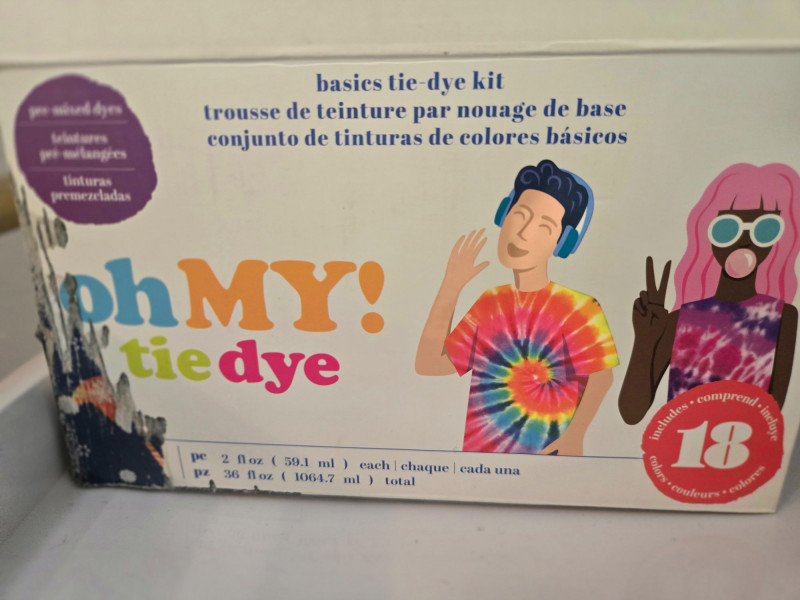 basics tie-dye kit
trousse de teinture par nouage de base
conjunto de tinturas de colores básicos
pre-mixed dyes
teintures
pré-mélangées
tinturas
premezcladas
oh MY!
tie dye
pc 2 fl oz ( 59.1 ml ) each | chaque | cada una
pz 36 fl oz ( 1064.7 ml ) total
includes • comprend • incluye
18
colors • couleurs • colores